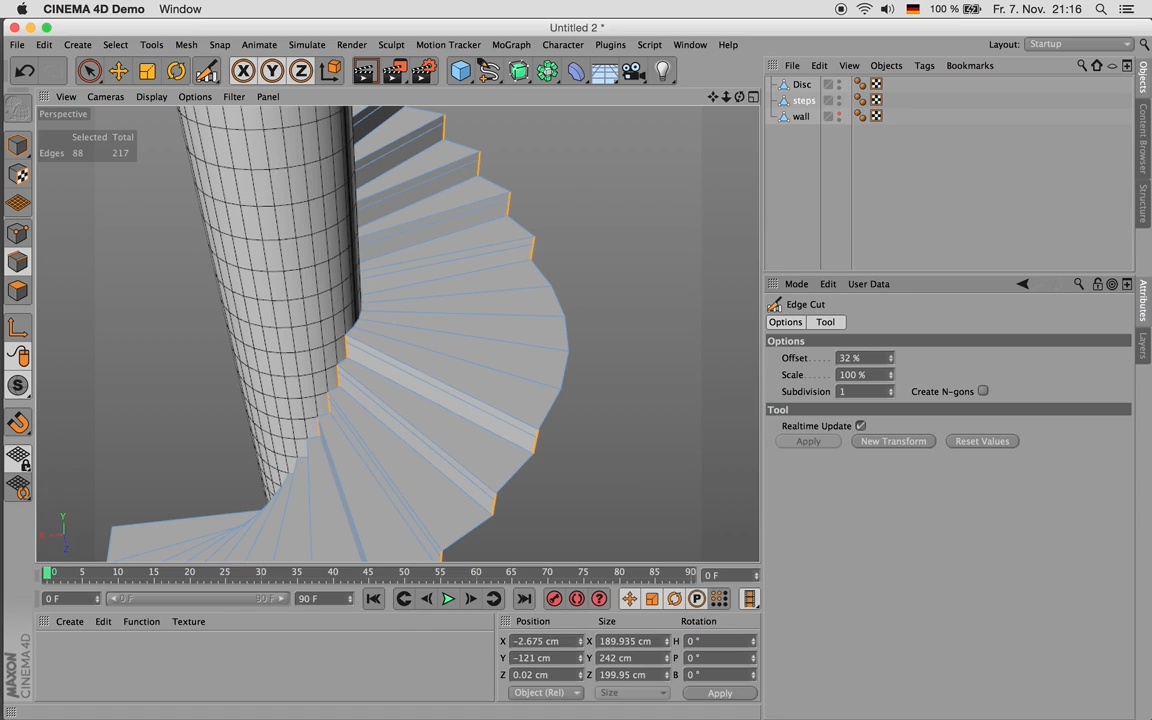 CINEMA 4D Demo Window 100 % Fr. 7. Nov. 21:16
Untitled 2 *
File Edit Create Select Tools Mesh Snap Animate Simulate Render Sculpt Motion Tracker MoGraph Character Plugins Script Window Help Layout: Startup
X Y Z
File Edit View Objects Tags Bookmarks
View Cameras Display Options Filter Panel
Perspective
Selected Total
Edges 88 217
Disc
steps
wall
Objects
Content Browser
Structure
Mode Edit User Data
Edge Cut
Options Tool
Options
Offset..... 32 %
Scale..... 100 %
Subdivision 1 Create N-gons
Tool
Realtime Update
Apply New Transform Reset Values
Attributes
Layers
S
Y
Z
0 5 10 15 20 25 30 35 40 45 50 55 60 65 70 75 80 85 90 0 F
0 F 0 F 90 F 90 F
P
Create Edit Function Texture
Position Size Rotation
X -2.675 cm X 189.935 cm H 0 °
Y -121 cm Y 242 cm P 0 °
Z 0.02 cm Z 199.95 cm B 0 °
Object (Rel) Size Apply
MAXON
CINEMA 4D